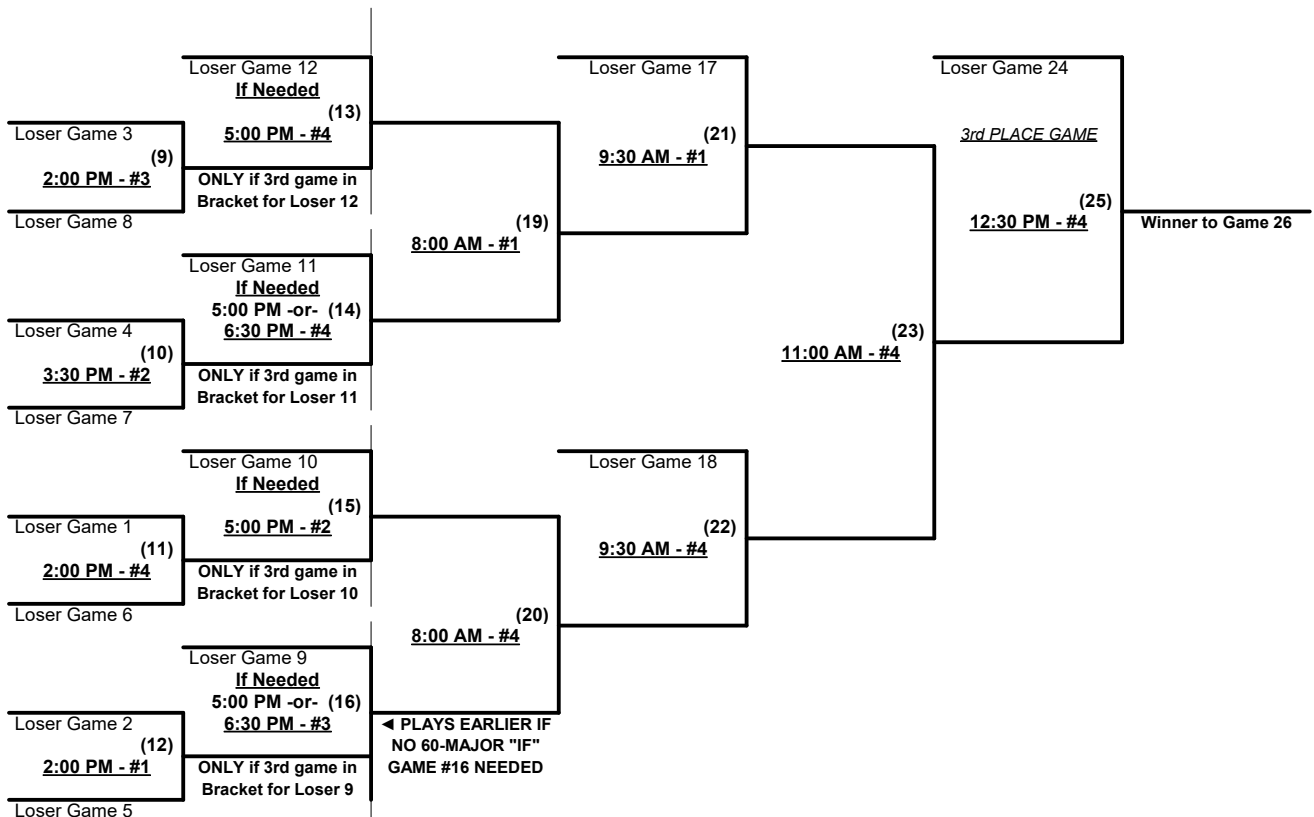 Loser Game 12
If Needed
(13)
5:00 PM - #4
Loser Game 3
(9)
2:00 PM - #3
ONLY if 3rd game in
Bracket for Loser 12
Loser Game 8
Loser Game 11
If Needed
5:00 PM -or- (14)
6:30 PM - #4
Loser Game 4
(10)
3:30 PM - #2
ONLY if 3rd game in
Bracket for Loser 11
Loser Game 7
Loser Game 10
If Needed
(15)
5:00 PM - #2
Loser Game 1
(11)
2:00 PM - #4
ONLY if 3rd game in
Bracket for Loser 10
Loser Game 6
Loser Game 9
If Needed
5:00 PM -or- (16)
6:30 PM - #3
Loser Game 2
(12)
2:00 PM - #1
ONLY if 3rd game in
Bracket for Loser 9
Loser Game 5
(19)
8:00 AM - #1
(20)
8:00 AM - #4
◄ PLAYS EARLIER IF
NO 60-MAJOR "IF"
GAME #16 NEEDED
Loser Game 17
(21)
9:30 AM - #1
Loser Game 18
(22)
9:30 AM - #4
(23)
11:00 AM - #4
Loser Game 24
3rd PLACE GAME
(25)
12:30 PM - #4
Winner to Game 26